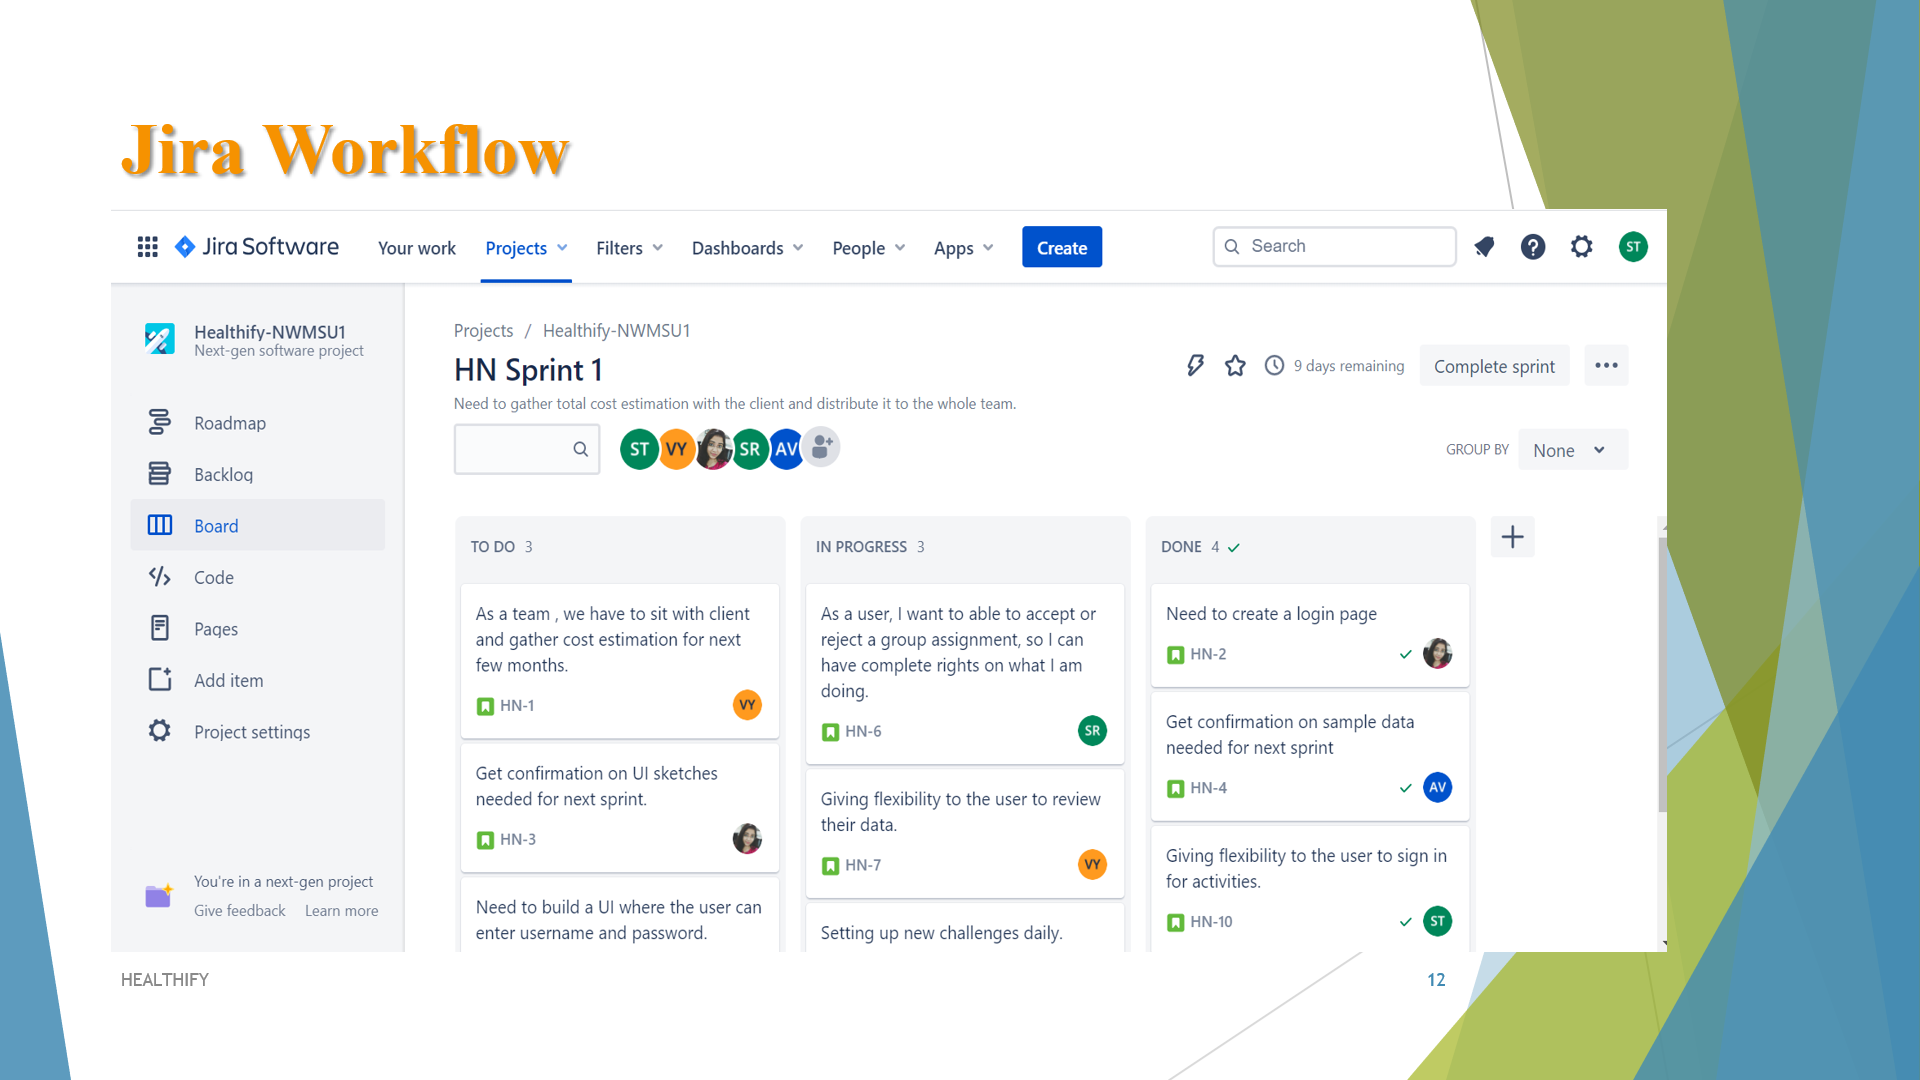 Jira Workflow
Jira Software
Your work
Projects
Filters
Dashboards
People
Apps
Create
Search
ST
Healthify-NWMSU1
Next-gen software project
Roadmap
Backlog
Board
Code
Pages
Add item
Project settings
You're in a next-gen project
Give feedback
Learn more
Projects / Healthify-NWMSU1
HN Sprint 1
9 days remaining
Complete sprint
Need to gather total cost estimation with the client and distribute it to the whole team.
ST
VY
SR
AV
GROUP BY
None
TO DO 3
As a team , we have to sit with client
and gather cost estimation for next
few months.
HN-1
VY
Get confirmation on UI sketches
needed for next sprint.
HN-3
Need to build a UI where the user can
enter username and password.
IN PROGRESS 3
As a user, I want to able to accept or
reject a group assignment, so I can
have complete rights on what I am
doing.
HN-6
SR
Giving flexibility to the user to review
their data.
HN-7
VY
Setting up new challenges daily.
DONE 4
Need to create a login page
HN-2
Get confirmation on sample data
needed for next sprint
HN-4
AV
Giving flexibility to the user to sign in
for activities.
HN-10
ST
HEALTHIFY
12